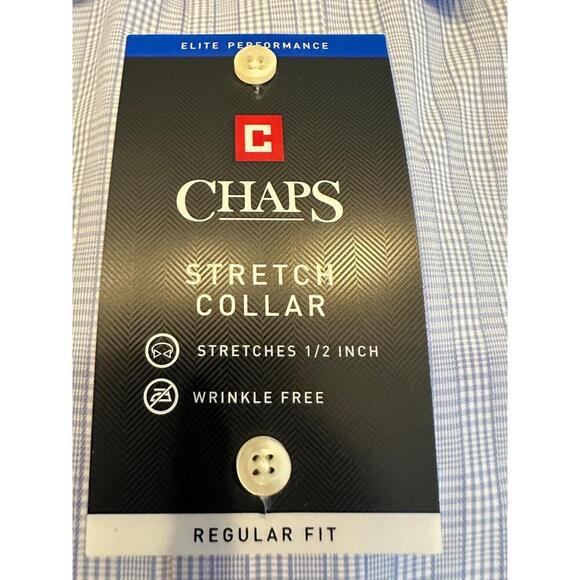 ELITE PERFORMANCE
C
CHAPS
STRETCH
COLLAR
STRETCHES 1/2 INCH
WRINKLE FREE
REGULAR FIT